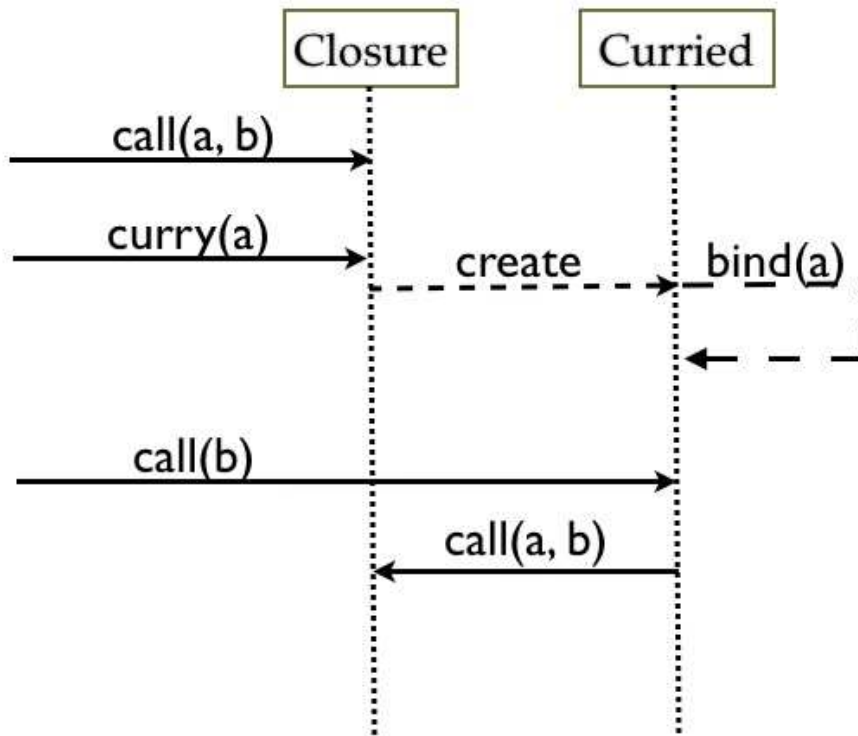 Closure
Curried
call(a, b)
curry(a)
create
bind(a)
call(b)
call(a, b)